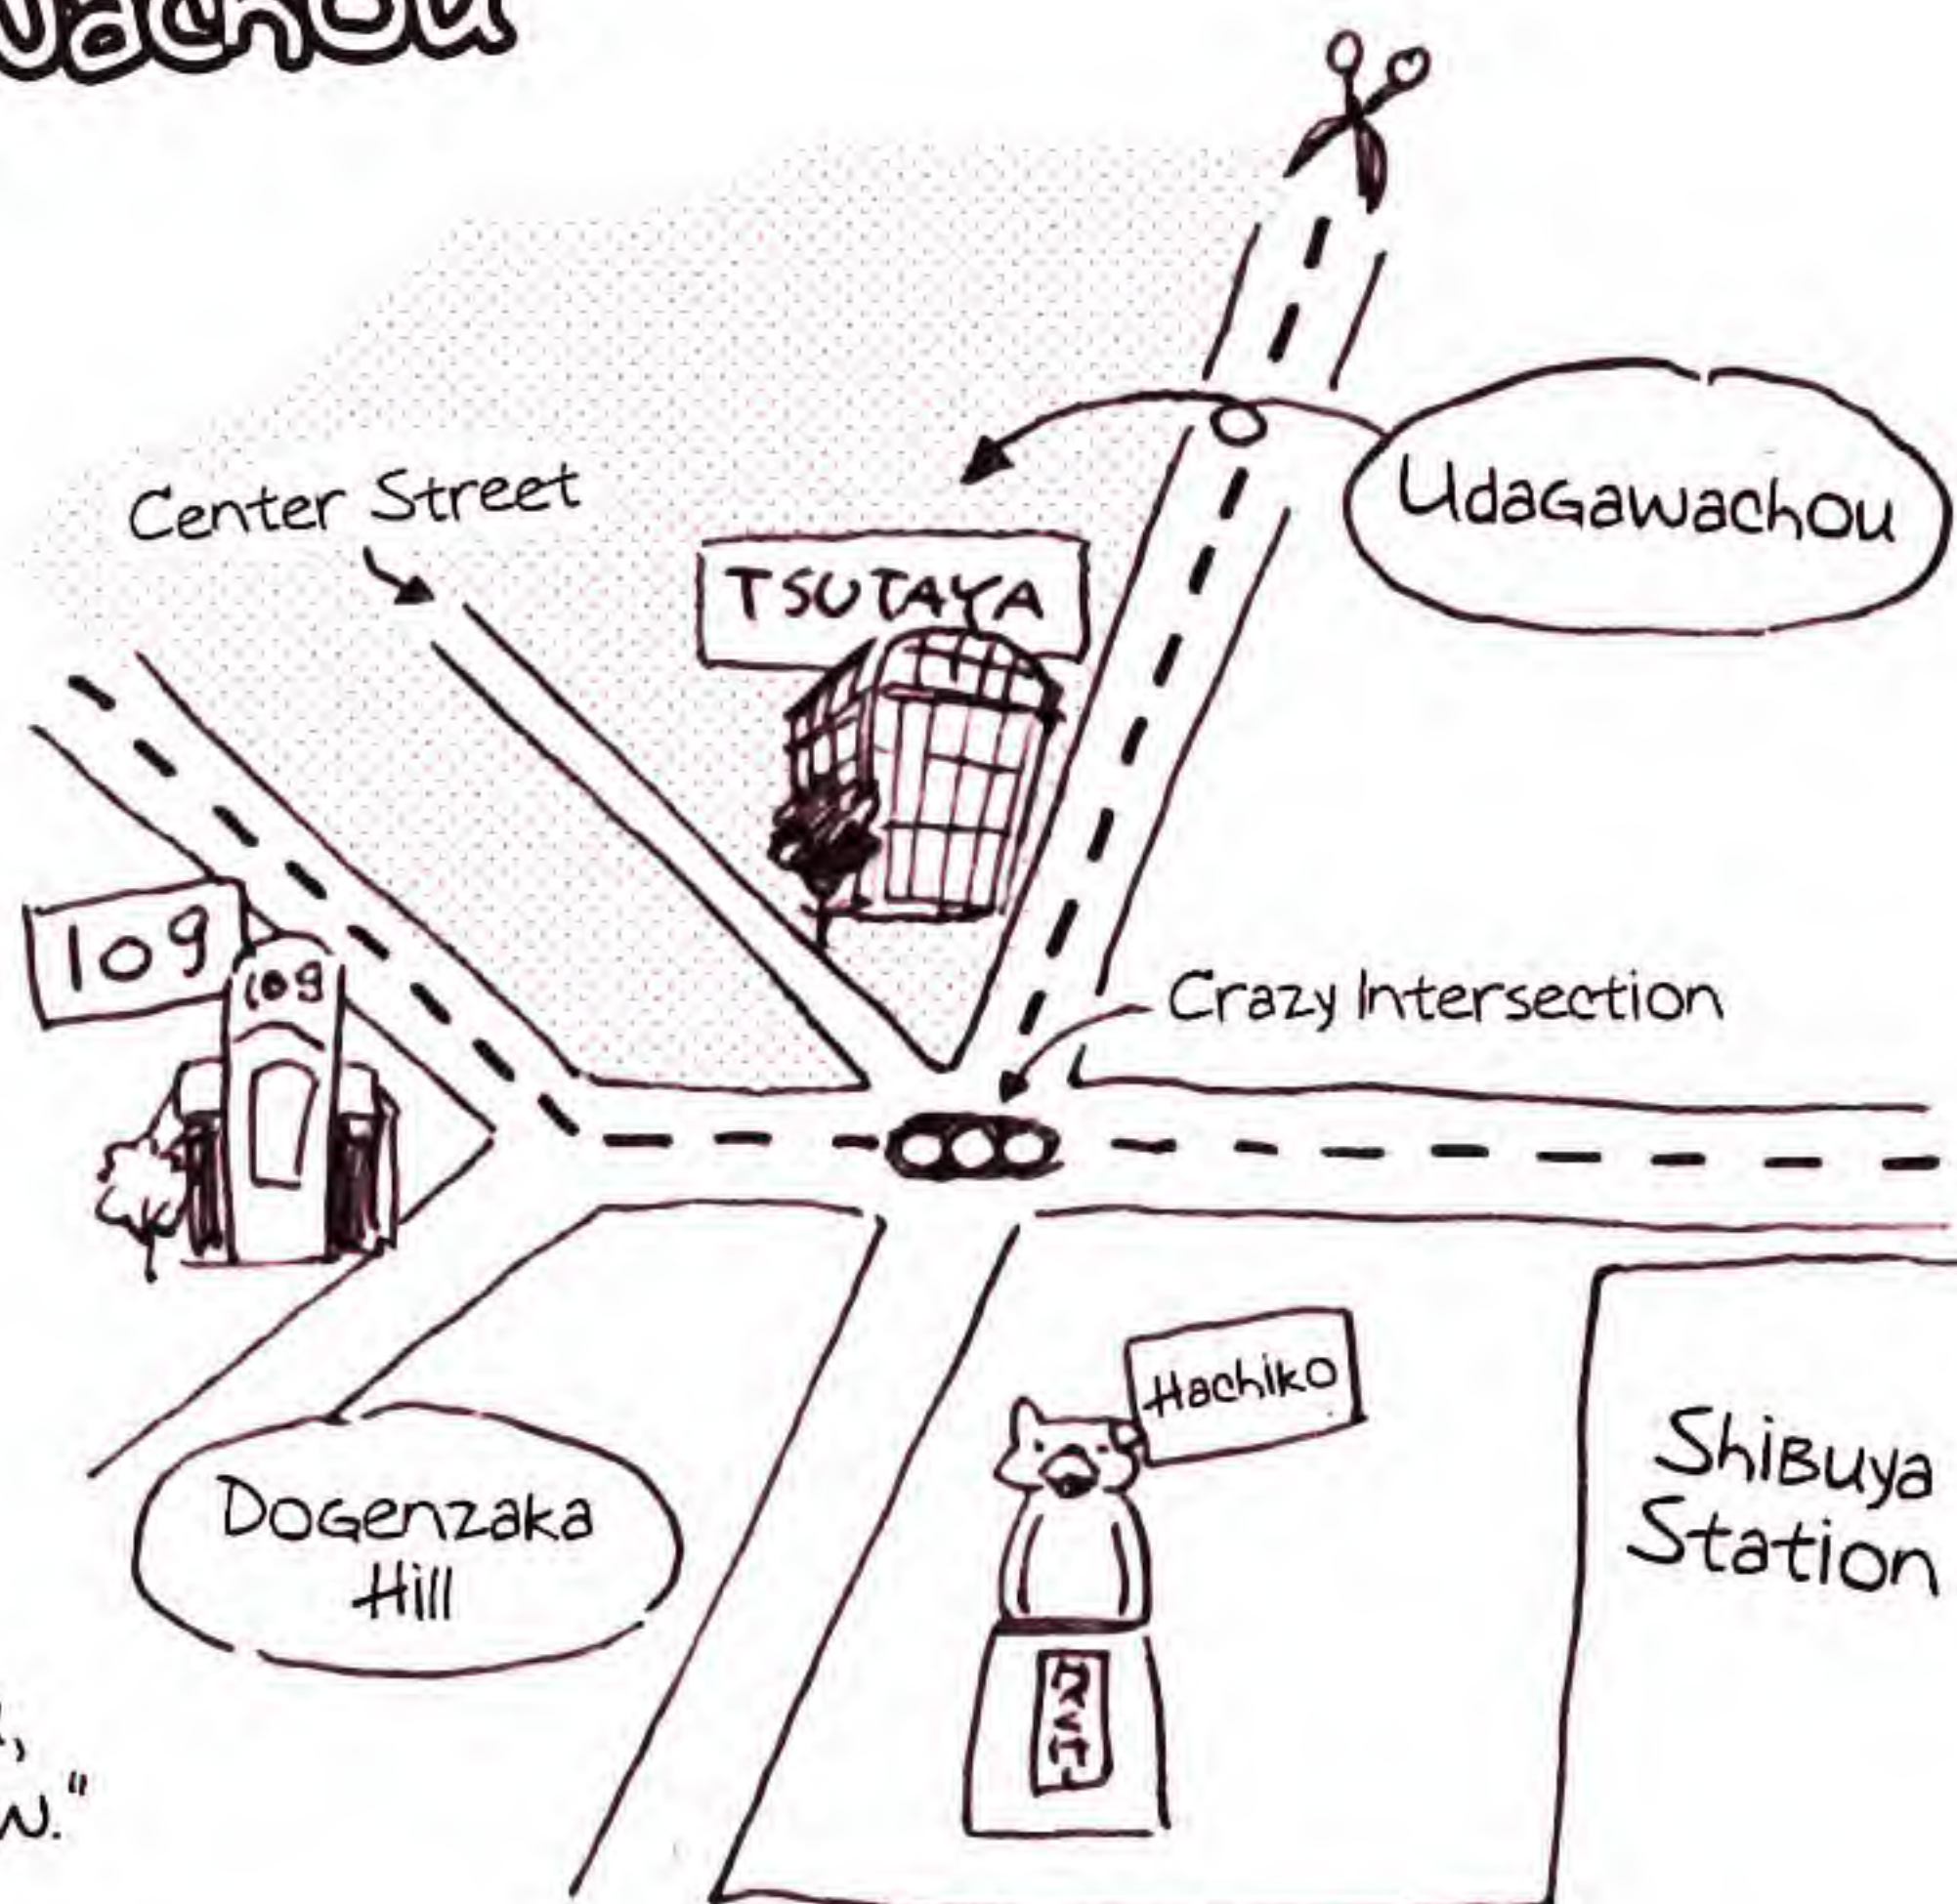 Center Street
TSUTAYA
Udagawachou
109
109
Crazy Intersection
Hachiko
Shibuya
Station
Dogenzaka
Hill